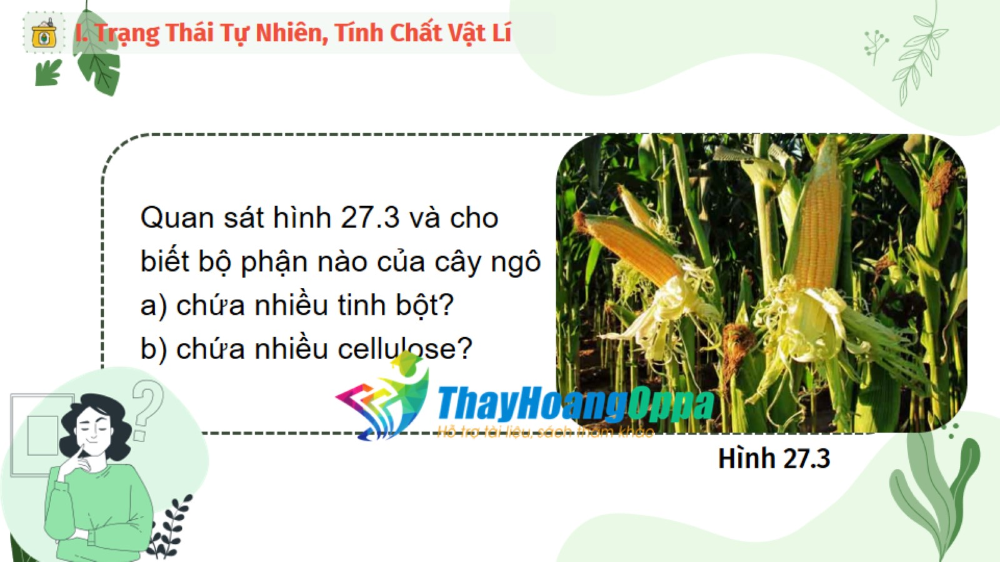 I. Trạng Thái Tự Nhiên, Tính Chất Vật Lí
Quan sát hình 27.3 và cho
biết bộ phận nào của cây ngô
a) chứa nhiều tinh bột?
b) chứa nhiều cellulose?
ThayHoangOppa
Hỗ trợ tài liệu, sách tham khảo
Hình 27.3